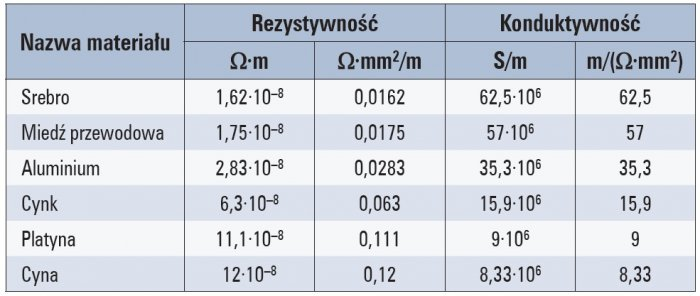 Nazwa materiału Rezystywność Konduktywność
Ω·m Ω·mm²/m S/m m/(Ω·mm²)
Srebro 1,62·10⁻⁸ 0,0162 62,5·10⁶ 62,5
Miedź przewodowa 1,75·10⁻⁸ 0,0175 57·10⁶ 57
Aluminium 2,83·10⁻⁸ 0,0283 35,3·10⁶ 35,3
Cynk 6,3·10⁻⁸ 0,063 15,9·10⁶ 15,9
Platyna 11,1·10⁻⁸ 0,111 9·10⁶ 9
Cyna 12·10⁻⁸ 0,12 8,33·10⁶ 8,33